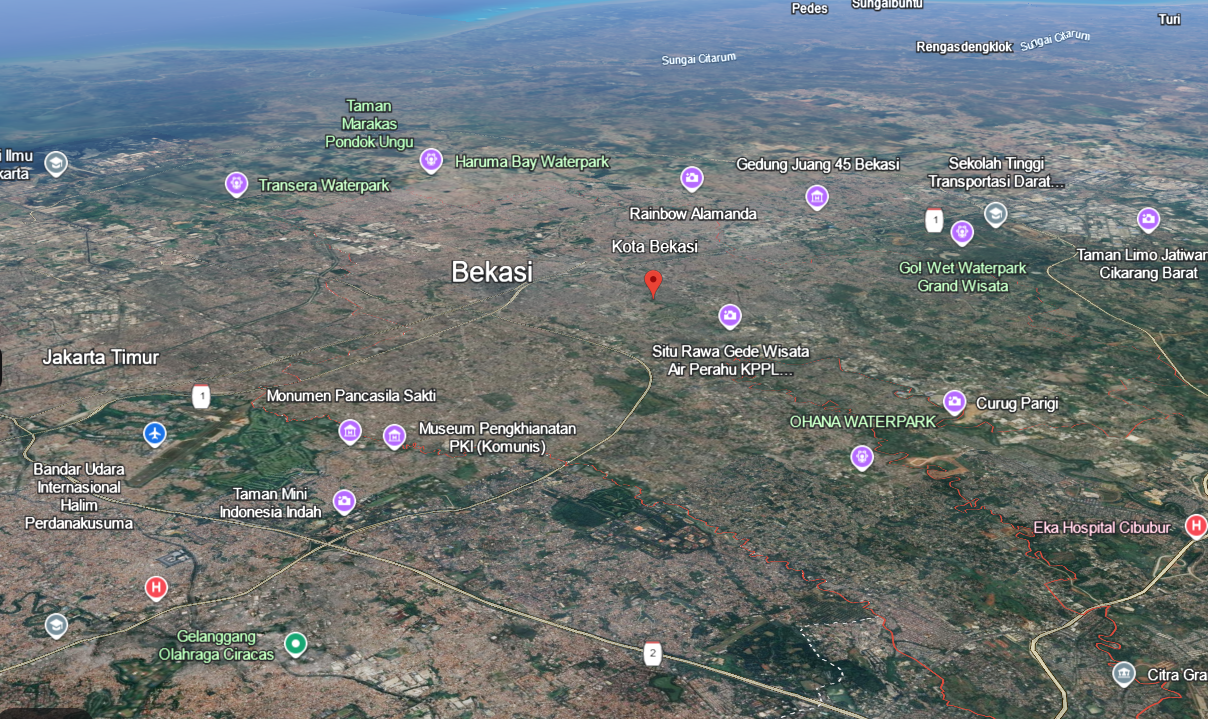 Pedes
Sungaibuntu
Turi
Rengasdengklok
Sungai Citarum
Sungai Citarum
Taman
Marakas
Pondok Ungu
Haruma Bay Waterpark
i Ilmu
karta
Transera Waterpark
Gedung Juang 45 Bekasi
Sekolah Tinggi
Transportasi Darat...
Rainbow Alamanda
1
Kota Bekasi
Bekasi
Go! Wet Waterpark
Grand Wisata
Taman Limo Jatiwar
Cikarang Barat
Jakarta Timur
Situ Rawa Gede Wisata
Air Perahu KPPL...
1
Monumen Pancasila Sakti
Curug Parigi
OHANA WATERPARK
Museum Pengkhianatan
PKI (Komunis)
Bandar Udara
Internasional
Halim
Perdanakusuma
Taman Mini
Indonesia Indah
Eka Hospital Cibubur
H
H
Gelanggang
Olahraga Ciracas
2
Citra Gra